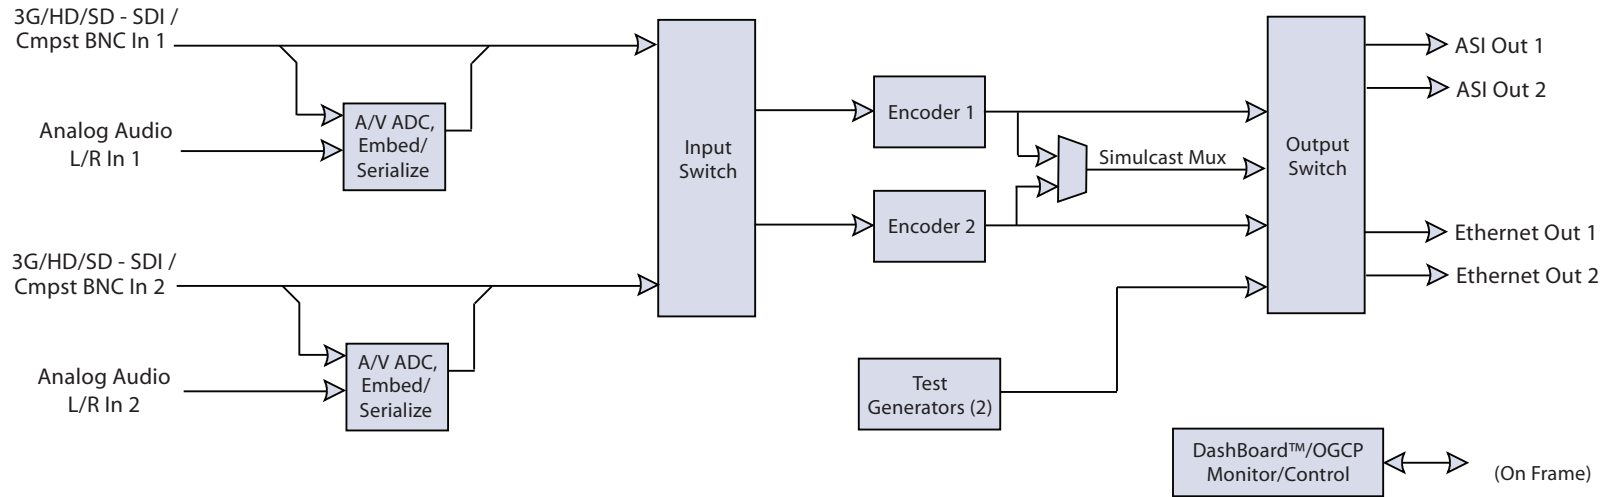 3G/HD/SD - SDI /
Cmpst BNC In 1
Analog Audio
L/R In 1
A/V ADC,
Embed/
Serialize
3G/HD/SD - SDI /
Cmpst BNC In 2
Analog Audio
L/R In 2
A/V ADC,
Embed/
Serialize
Input
Switch
Encoder 1
Encoder 2
Simulcast Mux
Test
Generators (2)
Output
Switch
ASI Out 1
ASI Out 2
Ethernet Out 1
Ethernet Out 2
DashBoard™/OGCP
Monitor/Control
(On Frame)